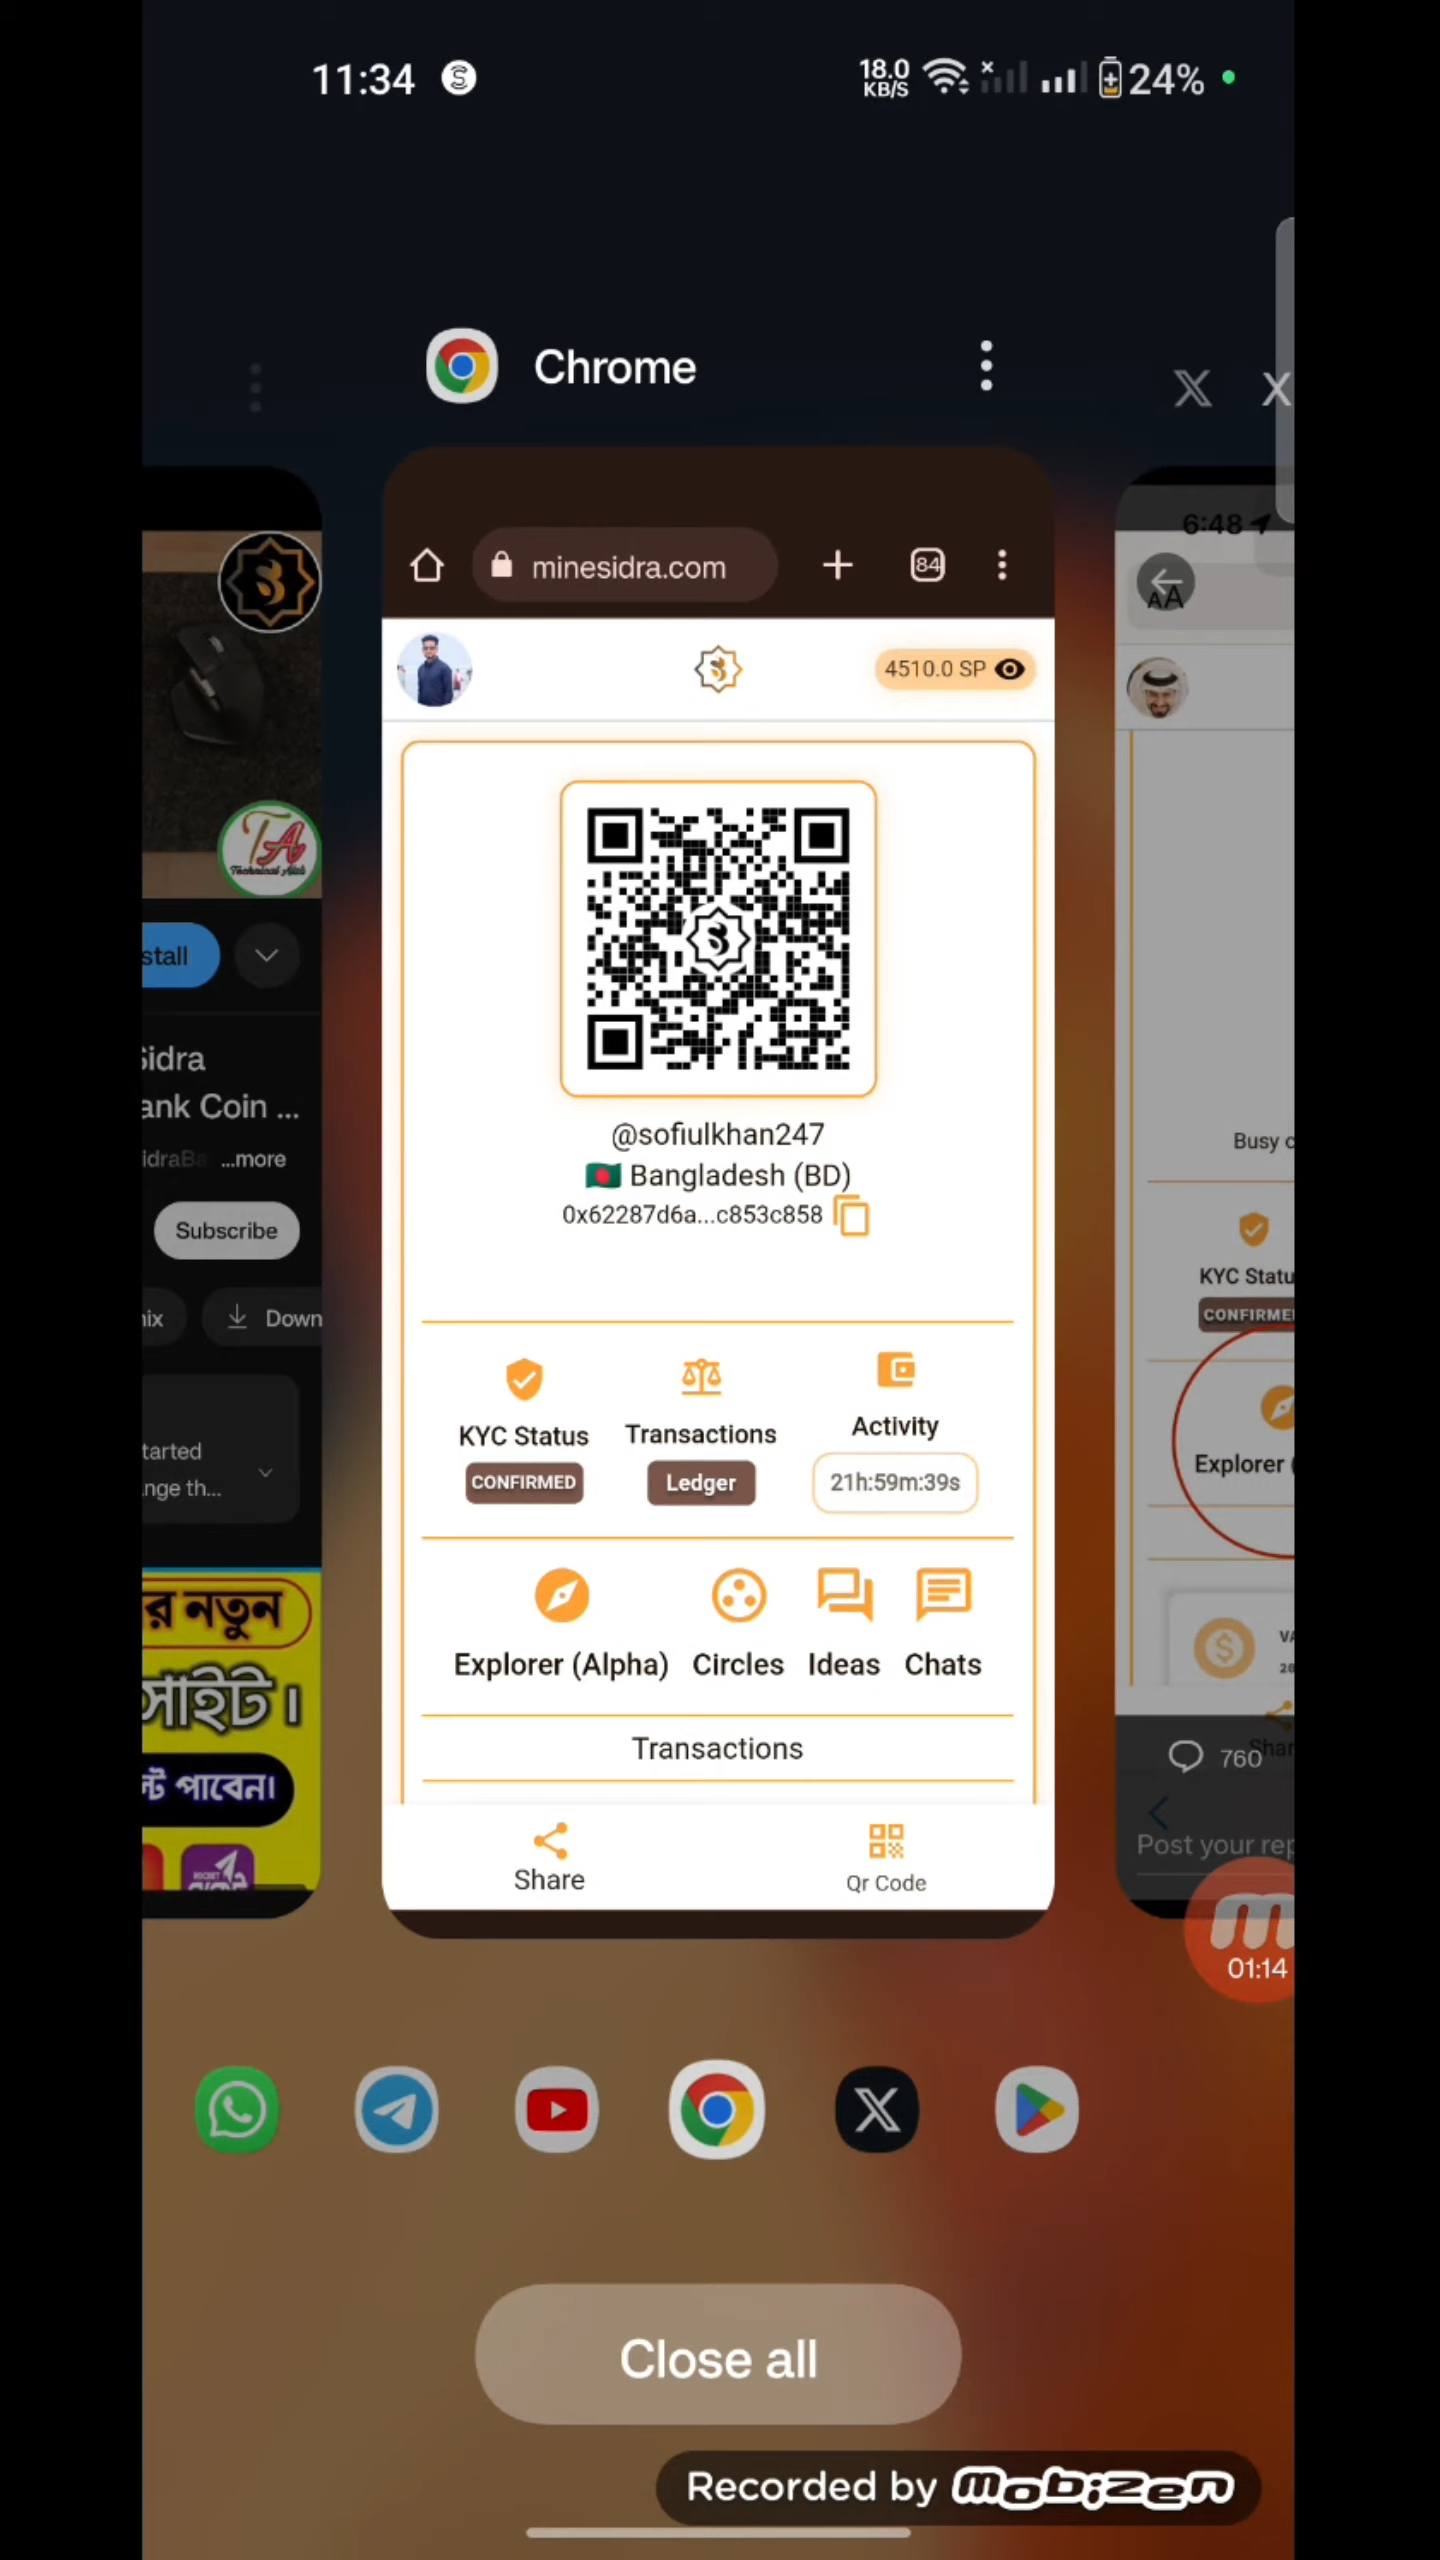 11:34
18.0
KB/S
24%
Chrome
X
minesidra.com
84
4510.0 SP
@sofiulkhan247
Bangladesh (BD)
0x62287d6a...c853c858
KYC Status
Transactions
Activity
CONFIRMED
Ledger
21h:59m:39s
Explorer (Alpha)
Circles
Ideas
Chats
Transactions
Share
Qr Code
TA
stall
Sidra
ank Coin ...
idraBa ...more
Subscribe
ix
Down
tarted
nge th...
র নতুন
সাইট।
ন্ট পাবেন।
6:48
AA
Busy c
KYC Statu
CONFIRME
Explorer (
760
Shar
Post your rep
01:14
Close all
Recorded by mobizen